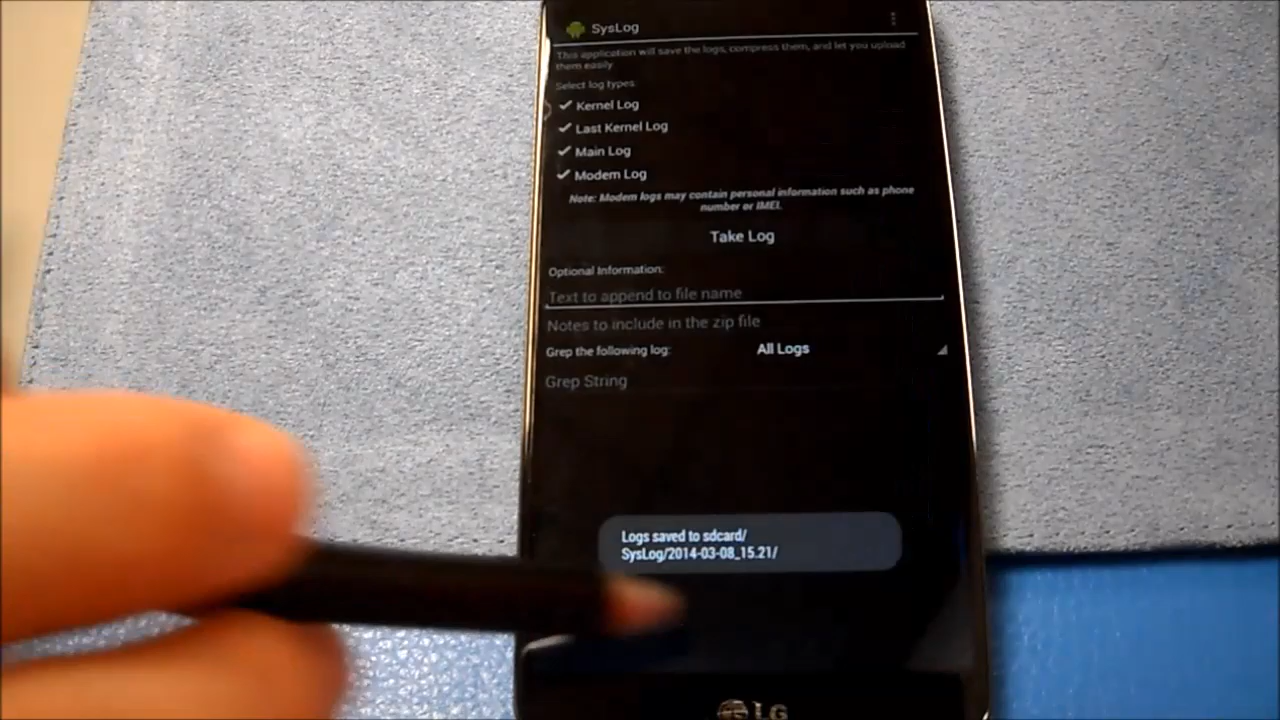 SysLog
This application will save the logs, compress them, and let you upload
them easily
Select log types:
Kernel Log
Last Kernel Log
Main Log
Modem Log
Note: Modem logs may contain personal information such as phone
number or IMEI.
Take Log
Optional Information:
Text to append to file name
Notes to include in the zip file
Grep the following log:
All Logs
Grep String
Logs saved to sdcard/
SysLog/2014-03-08_15.21/
LG